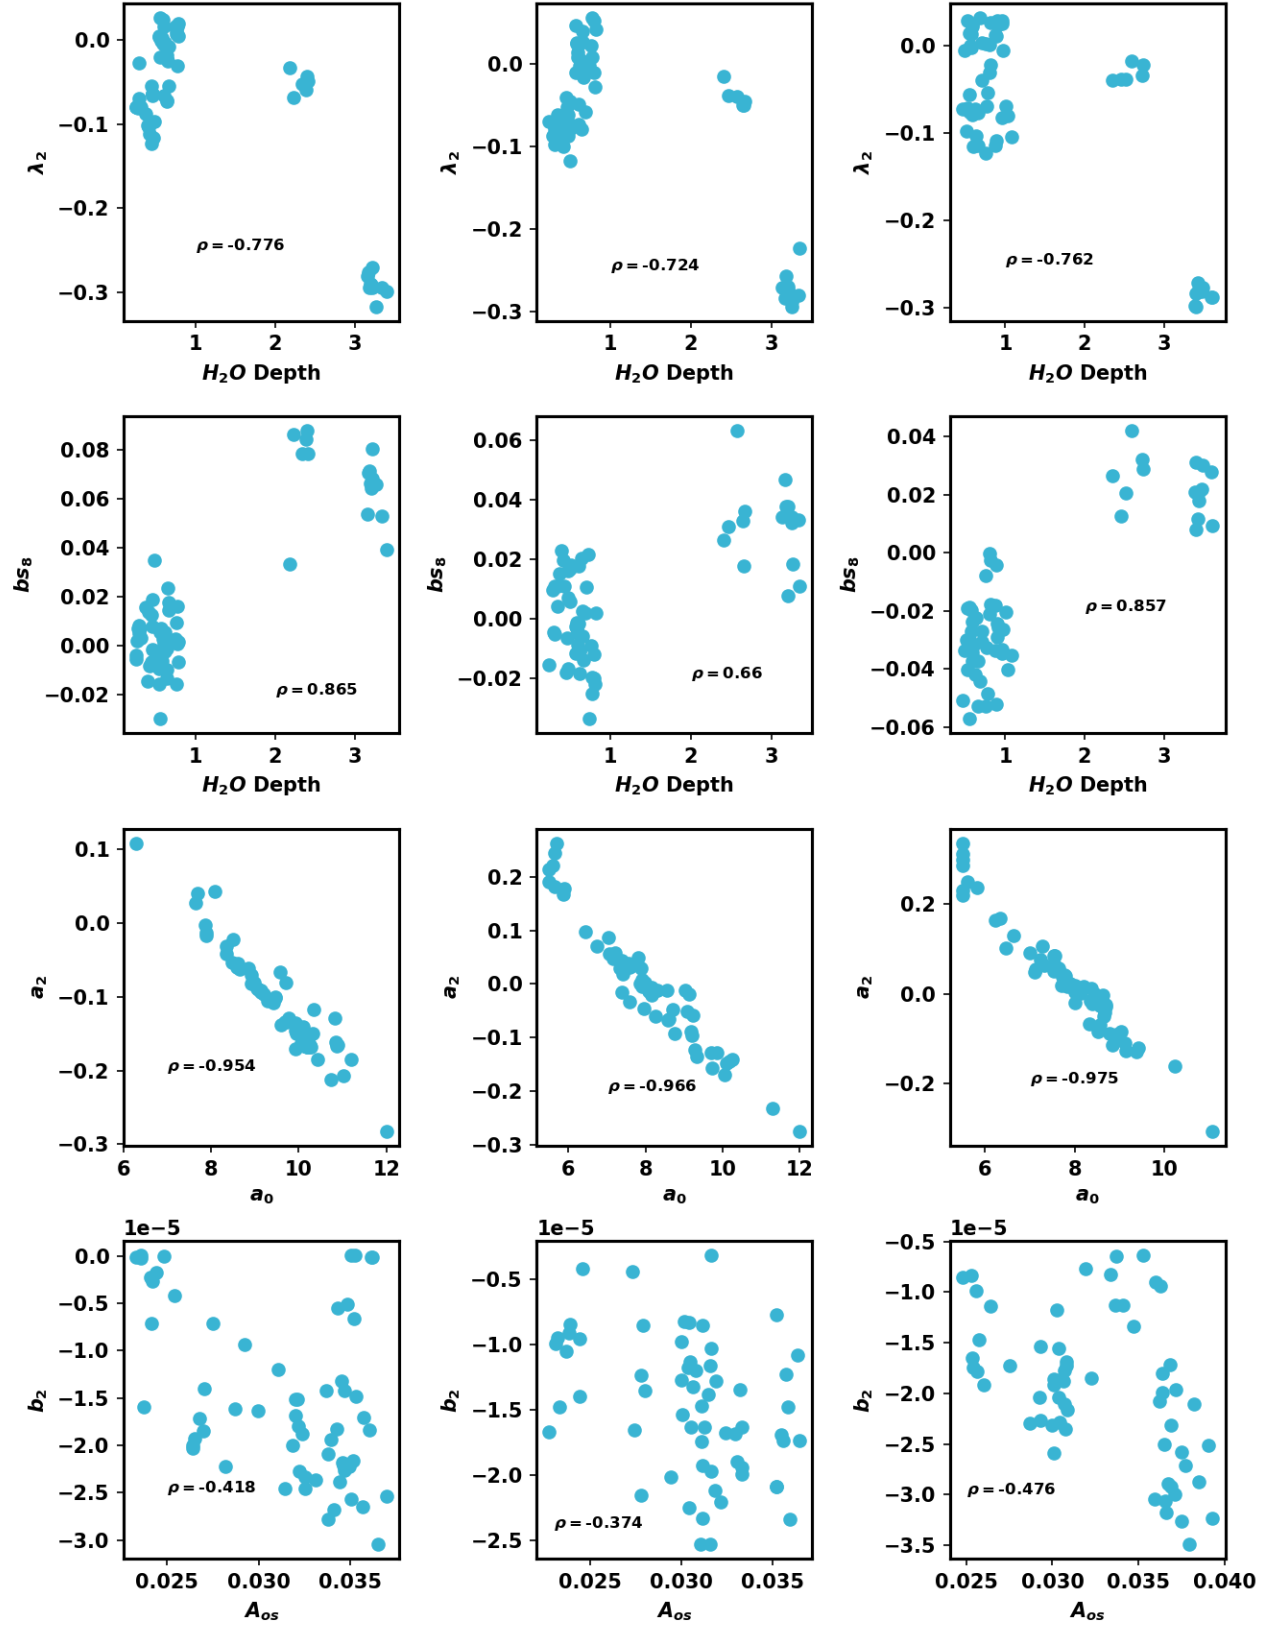 0.0
−0.1
−0.2
−0.3
λ₂
ρ = -0.776
1 2 3
H₂O Depth
0.0
−0.1
−0.2
−0.3
λ₂
ρ = -0.724
1 2 3
H₂O Depth
0.0
−0.1
−0.2
−0.3
λ₂
ρ = -0.762
1 2 3
H₂O Depth
0.08
0.06
0.04
0.02
0.00
−0.02
bs₈
ρ = 0.865
1 2 3
H₂O Depth
0.06
0.04
0.02
0.00
−0.02
bs₈
ρ = 0.66
1 2 3
H₂O Depth
0.04
0.02
0.00
−0.02
−0.04
−0.06
bs₈
ρ = 0.857
1 2 3
H₂O Depth
0.1
0.0
−0.1
−0.2
−0.3
a₂
ρ = -0.954
6 8 10 12
a₀
0.2
0.1
0.0
−0.1
−0.2
−0.3
a₂
ρ = -0.966
6 8 10 12
a₀
0.2
0.0
−0.2
a₂
ρ = -0.975
6 8 10
a₀
1e−5
0.0
−0.5
−1.0
−1.5
−2.0
−2.5
−3.0
b₂
ρ = -0.418
0.025 0.030 0.035
Aₒₛ
1e−5
−0.5
−1.0
−1.5
−2.0
−2.5
b₂
ρ = -0.374
0.025 0.030 0.035
Aₒₛ
1e−5
−0.5
−1.0
−1.5
−2.0
−2.5
−3.0
−3.5
b₂
ρ = -0.476
0.025 0.030 0.035 0.040
Aₒₛ